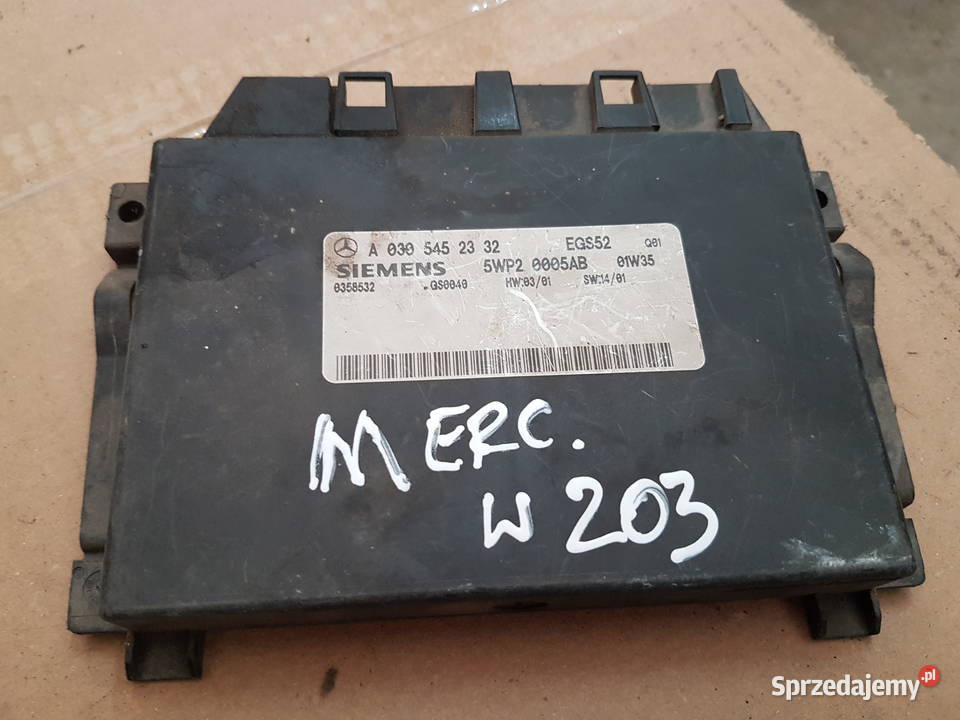 A 030 545 23 32 EGS52 Q01
SIEMENS 5WP2 0005AB 01W35
0358532 QS0040 HW:03/01 SW:14/01
MERC.
W203
Sprzedajemy.pl